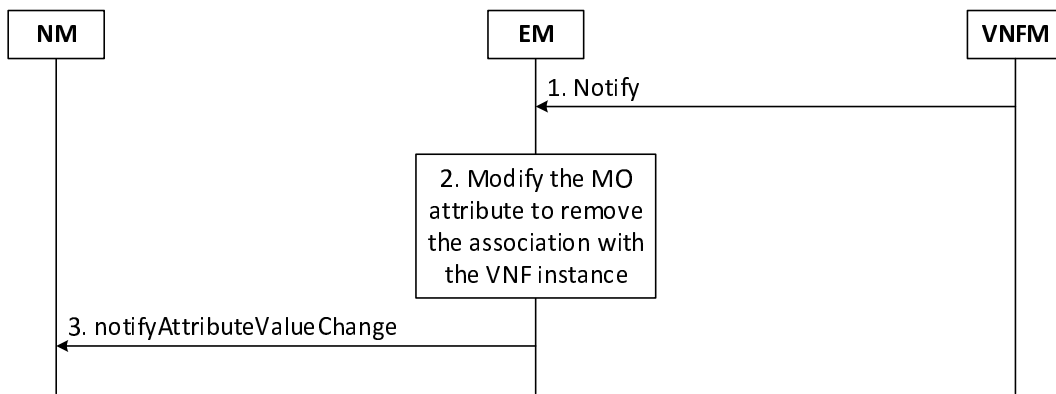 NM
EM
VNFM
1. Notify
2. Modify the MO
attribute to remove
the association with
the VNF instance
3. notifyAttributeValueChange